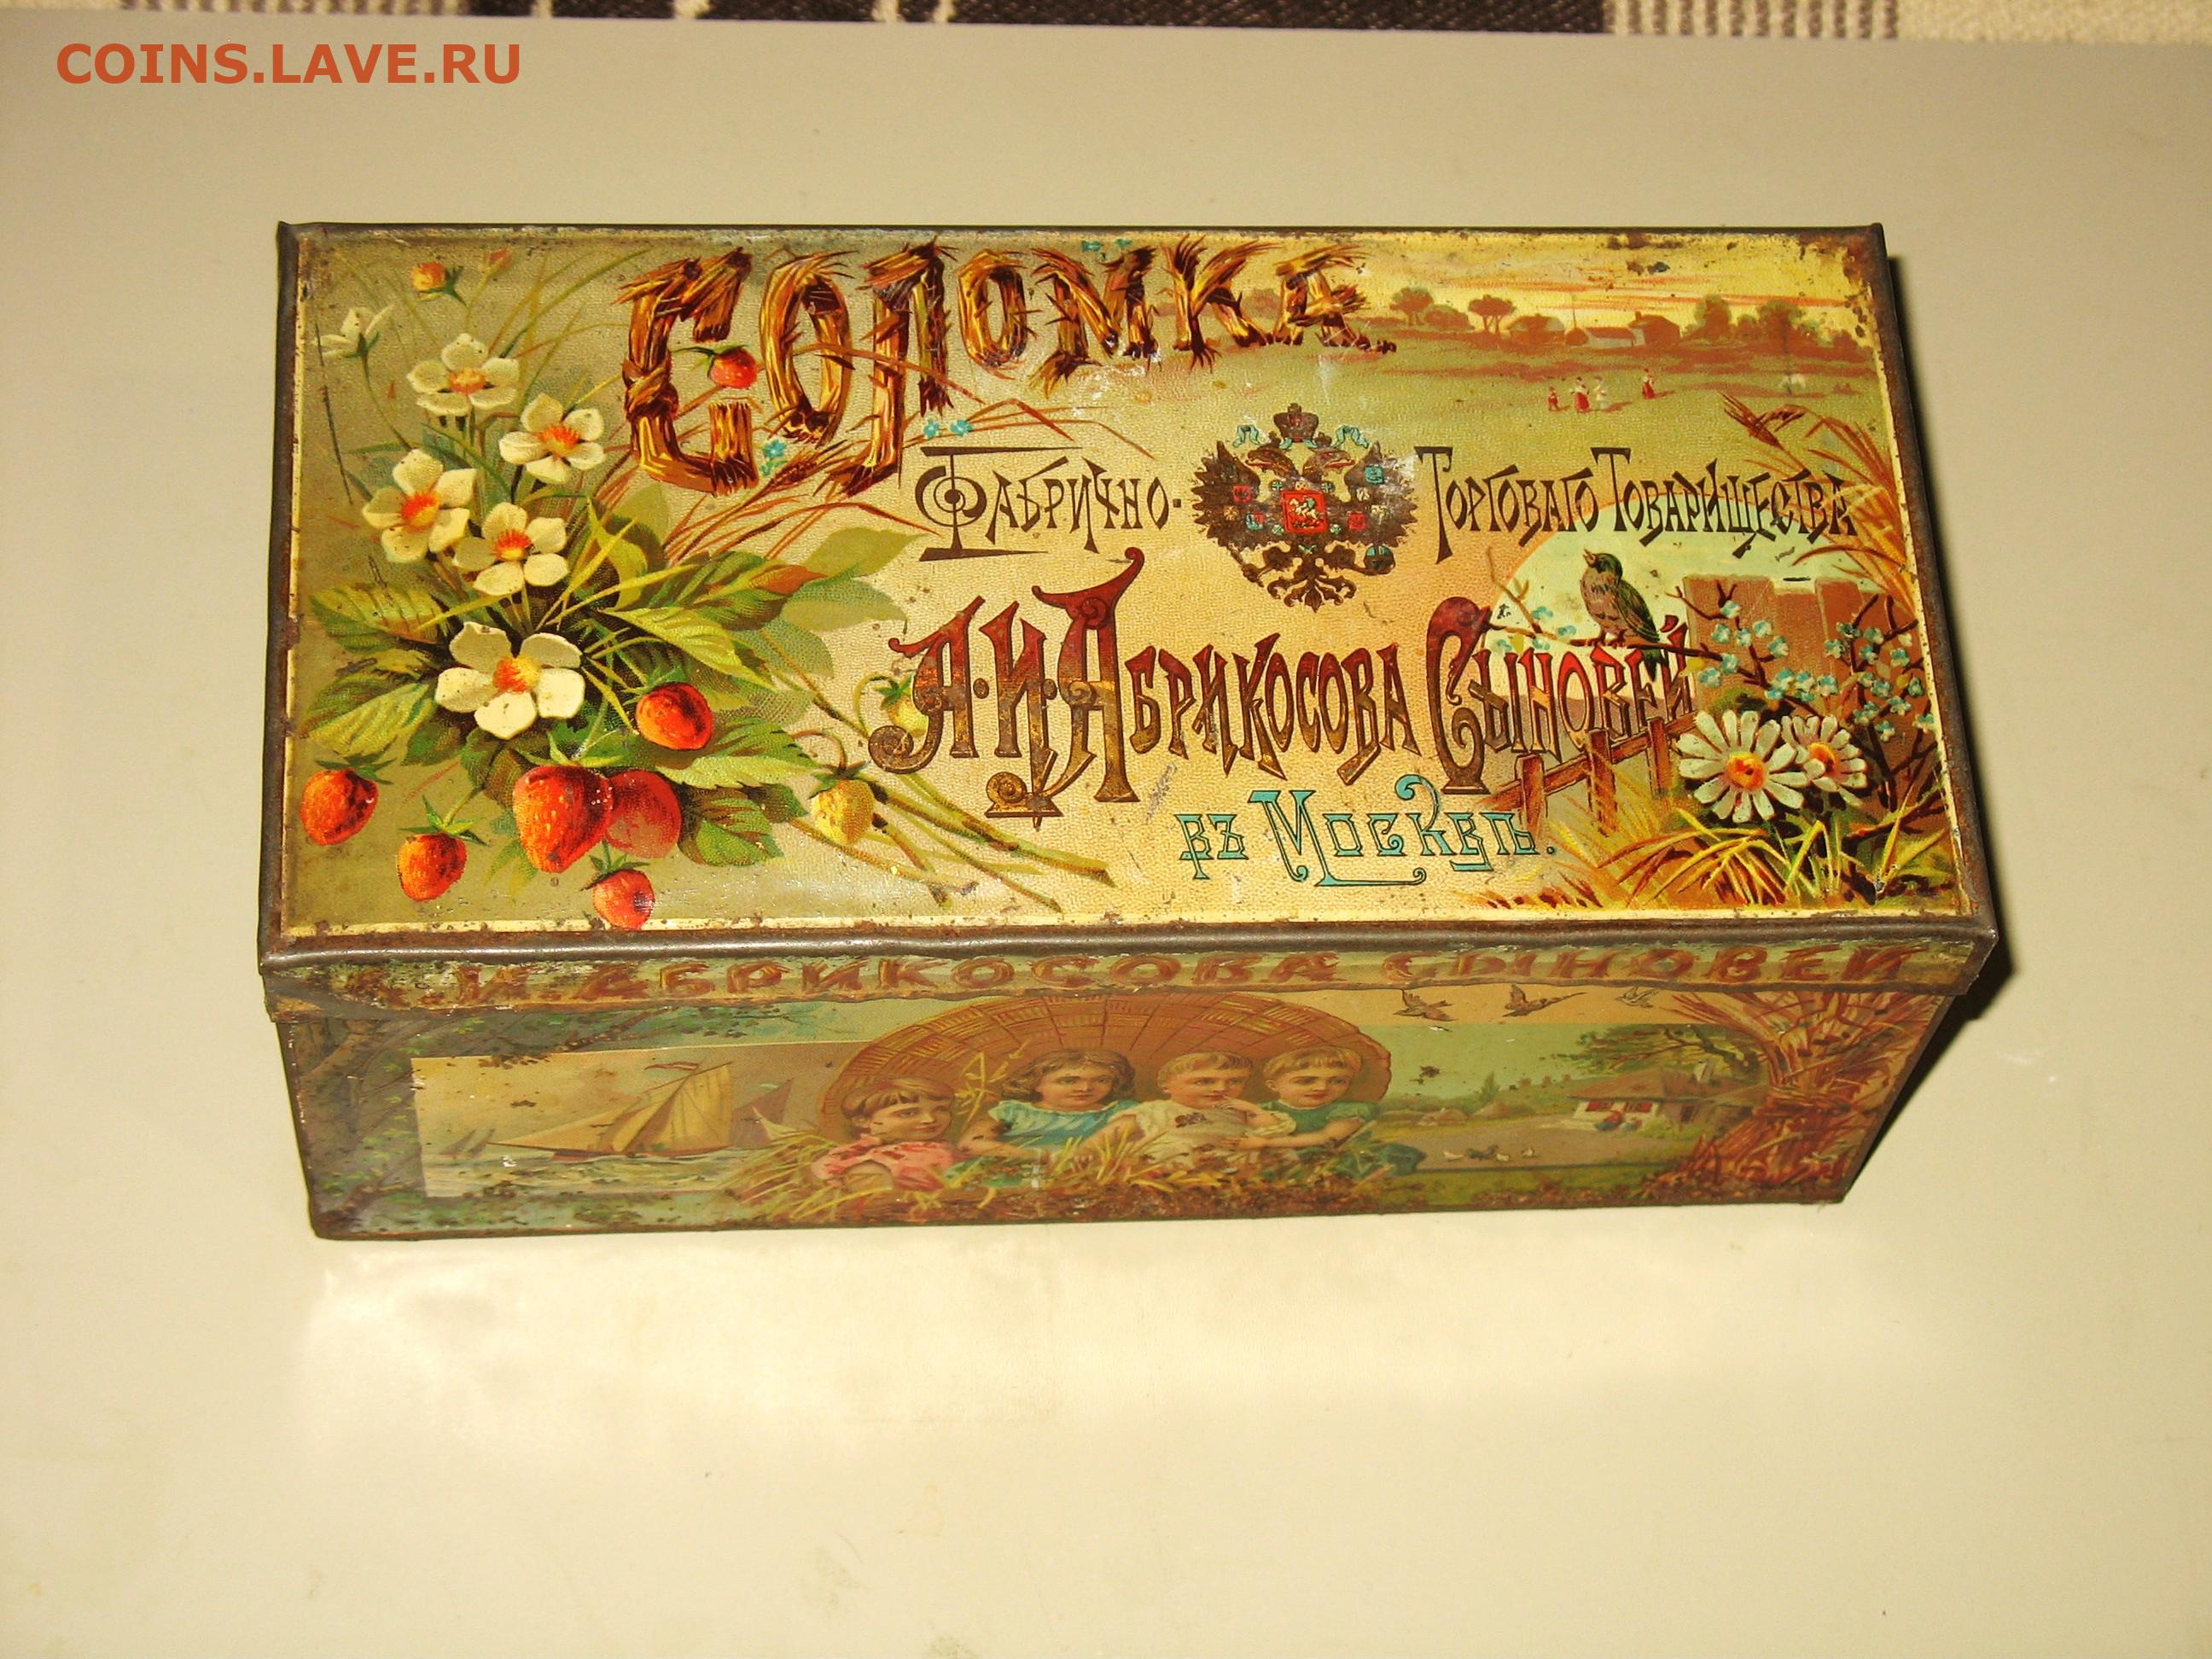 COINS.LAVE.RU
СОЛОМКА
ФАБРИЧНО- ТОРГОВАГО ТОВАРИЩЕСТВА
А. И. АБРИКОСОВА СЫНОВЕЙ
ВЪ МОСКВѢ.
А. И. АБРИКОСОВА СЫНОВЕЙ